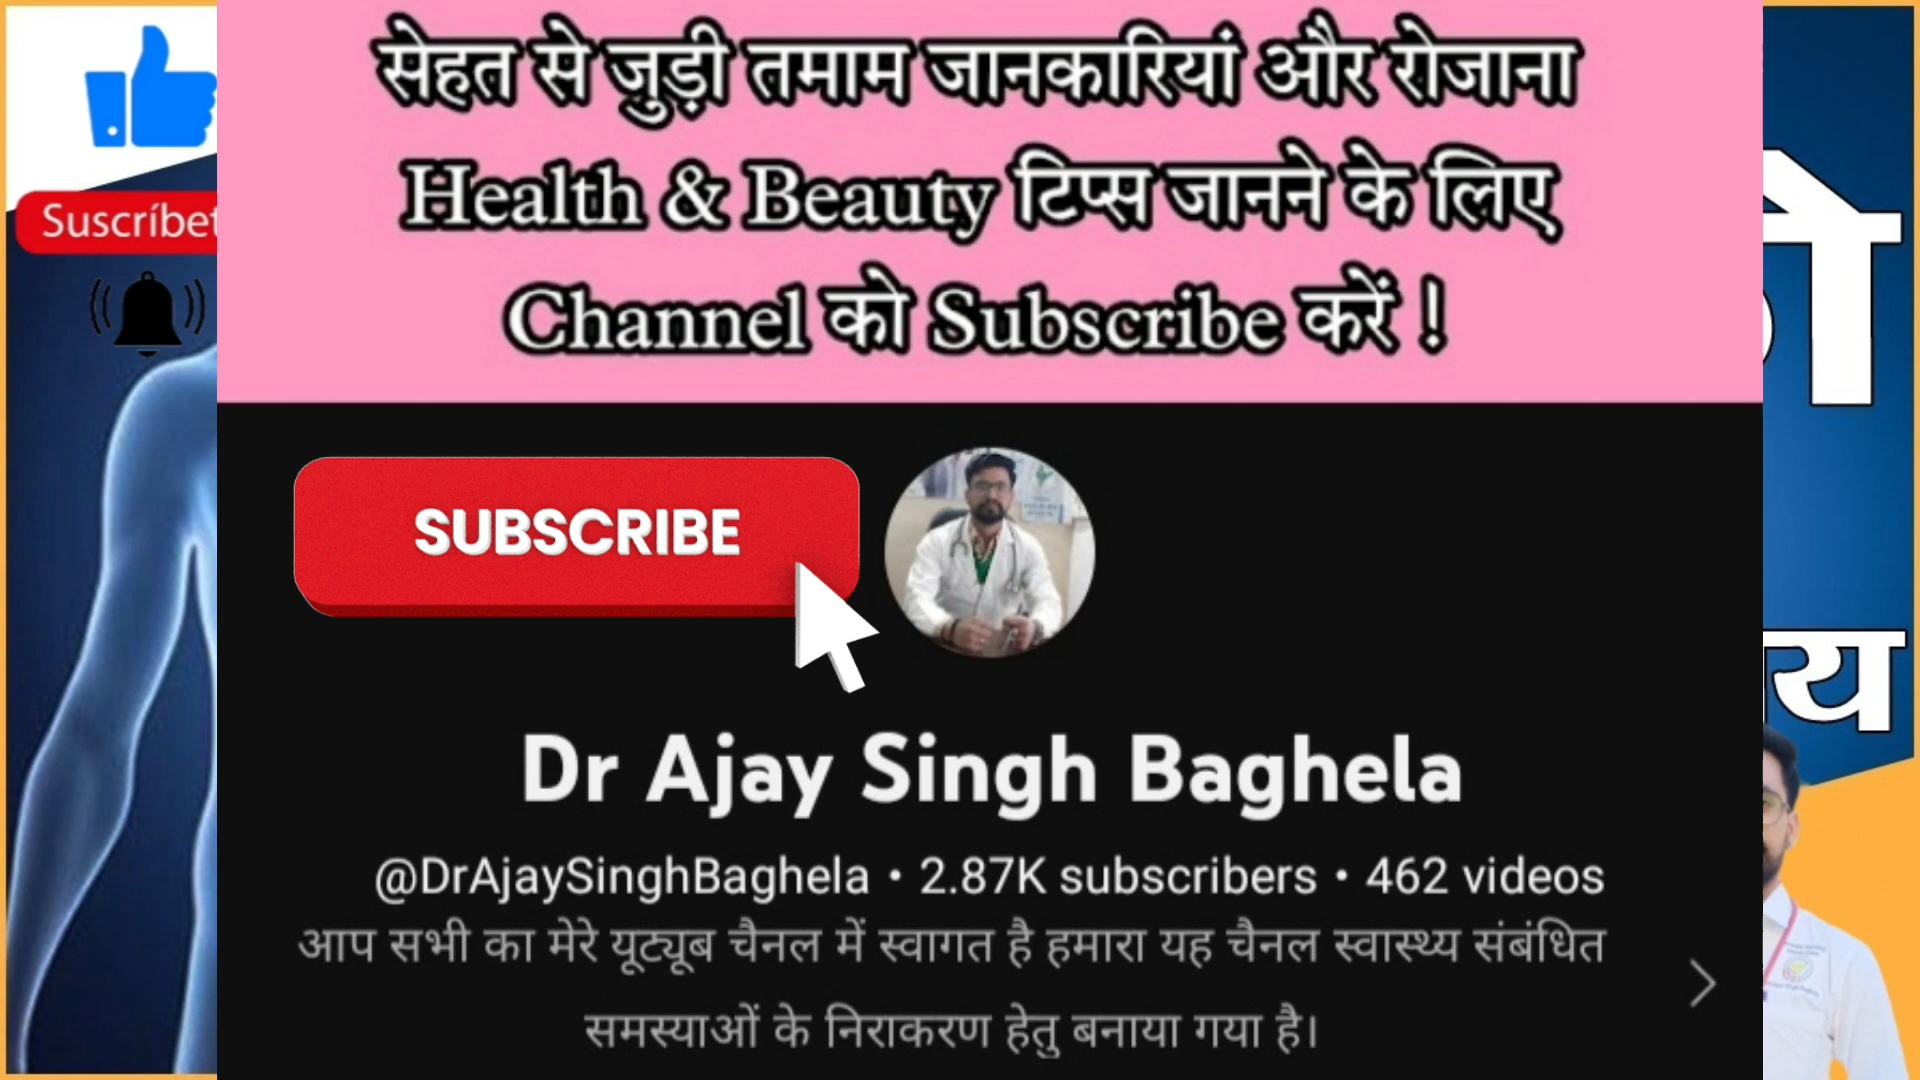 सेहत से जुड़ी तमाम जानकारियां और रोजाना
Health & Beauty टिप्स जानने के लिए
Channel को Subscribe करें !
Suscríbet
SUBSCRIBE
Dr Ajay Singh Baghela
@DrAjaySinghBaghela • 2.87K subscribers • 462 videos
आप सभी का मेरे यूट्यूब चैनल में स्वागत है हमारा यह चैनल स्वास्थ्य संबंधित
समस्याओं के निराकरण हेतु बनाया गया है।
य